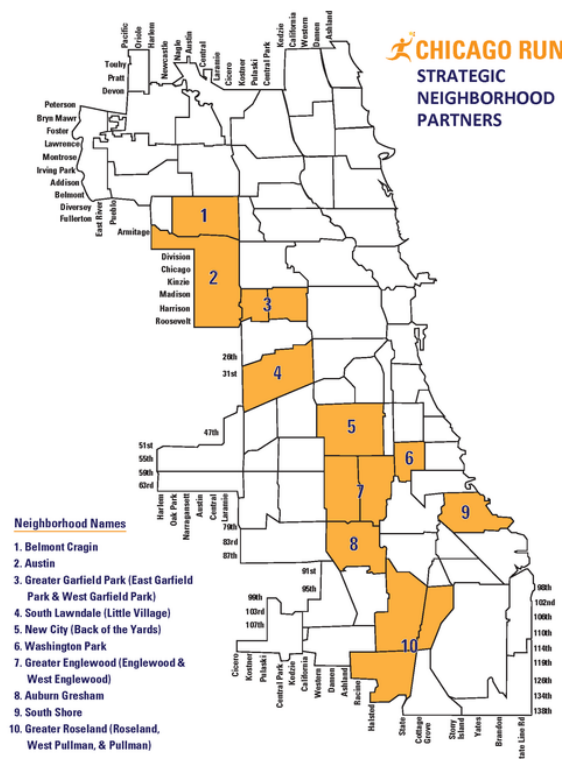 CHICAGO RUN
STRATEGIC
NEIGHBORHOOD
PARTNERS
Pacific
Oriole
Harlem
Newcastle
Nagle
Austin
Central
Laramie
Cicero
Kostner
Pulaski
Central Park
Kedzie
California
Western
Damen
Ashland
Touhy
Pratt
Devon
Peterson
Bryn Mawr
Foster
Lawrence
Montrose
Irving Park
Addison
Belmont
Diversey
Fullerton
East River
Pueblo
Armitage
Division
Chicago
Kinzie
Madison
Harrison
Roosevelt
1
2
3
26th
31st
4
47th
51st
55th
59th
63rd
Harlem
Oak Park
Narragansett
Austin
Central
Laramie
5
6
7
8
9
79th
83rd
87th
91st
95th
99th
103rd
107th
10
Cicero
Kostner
Pulaski
Central Park
Kedzie
California
Western
Damen
Ashland
Racine
Halsted
State
Cottage
Grove
Stony
Island
Yates
Brandon
tate Line Rd
98th
102nd
106th
110th
114th
119th
126th
134th
138th
Neighborhood Names
1. Belmont Cragin
2. Austin
3. Greater Garfield Park (East Garfield
Park & West Garfield Park)
4. South Lawndale (Little Village)
5. New City (Back of the Yards)
6. Washington Park
7. Greater Englewood (Englewood &
West Englewood)
8. Auburn Gresham
9. South Shore
10. Greater Roseland (Roseland,
West Pullman, & Pullman)